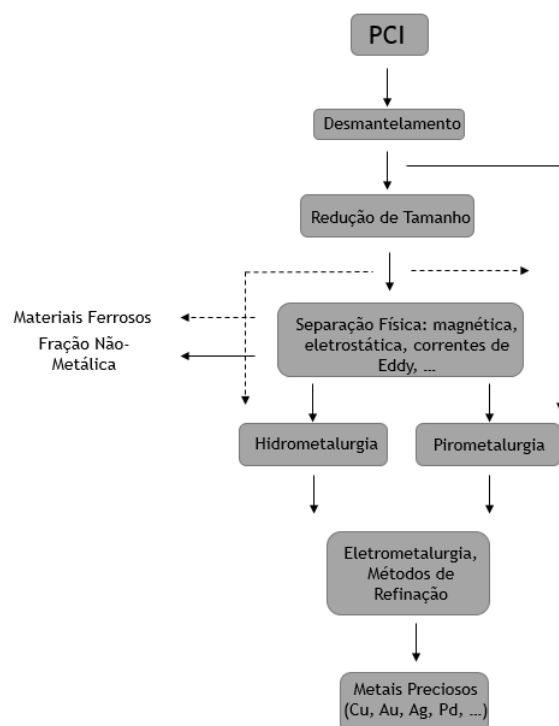 PCI
Desmantelamento
Redução de Tamanho
Materiais Ferrosos
Fração Não-
Metálica
Separação Física: magnética,
eletrostática, correntes de
Eddy, ...
Hidrometalurgia
Pirometalurgia
Eletrometalurgia,
Métodos de
Refinação
Metais Preciosos
(Cu, Au, Ag, Pd, ...)